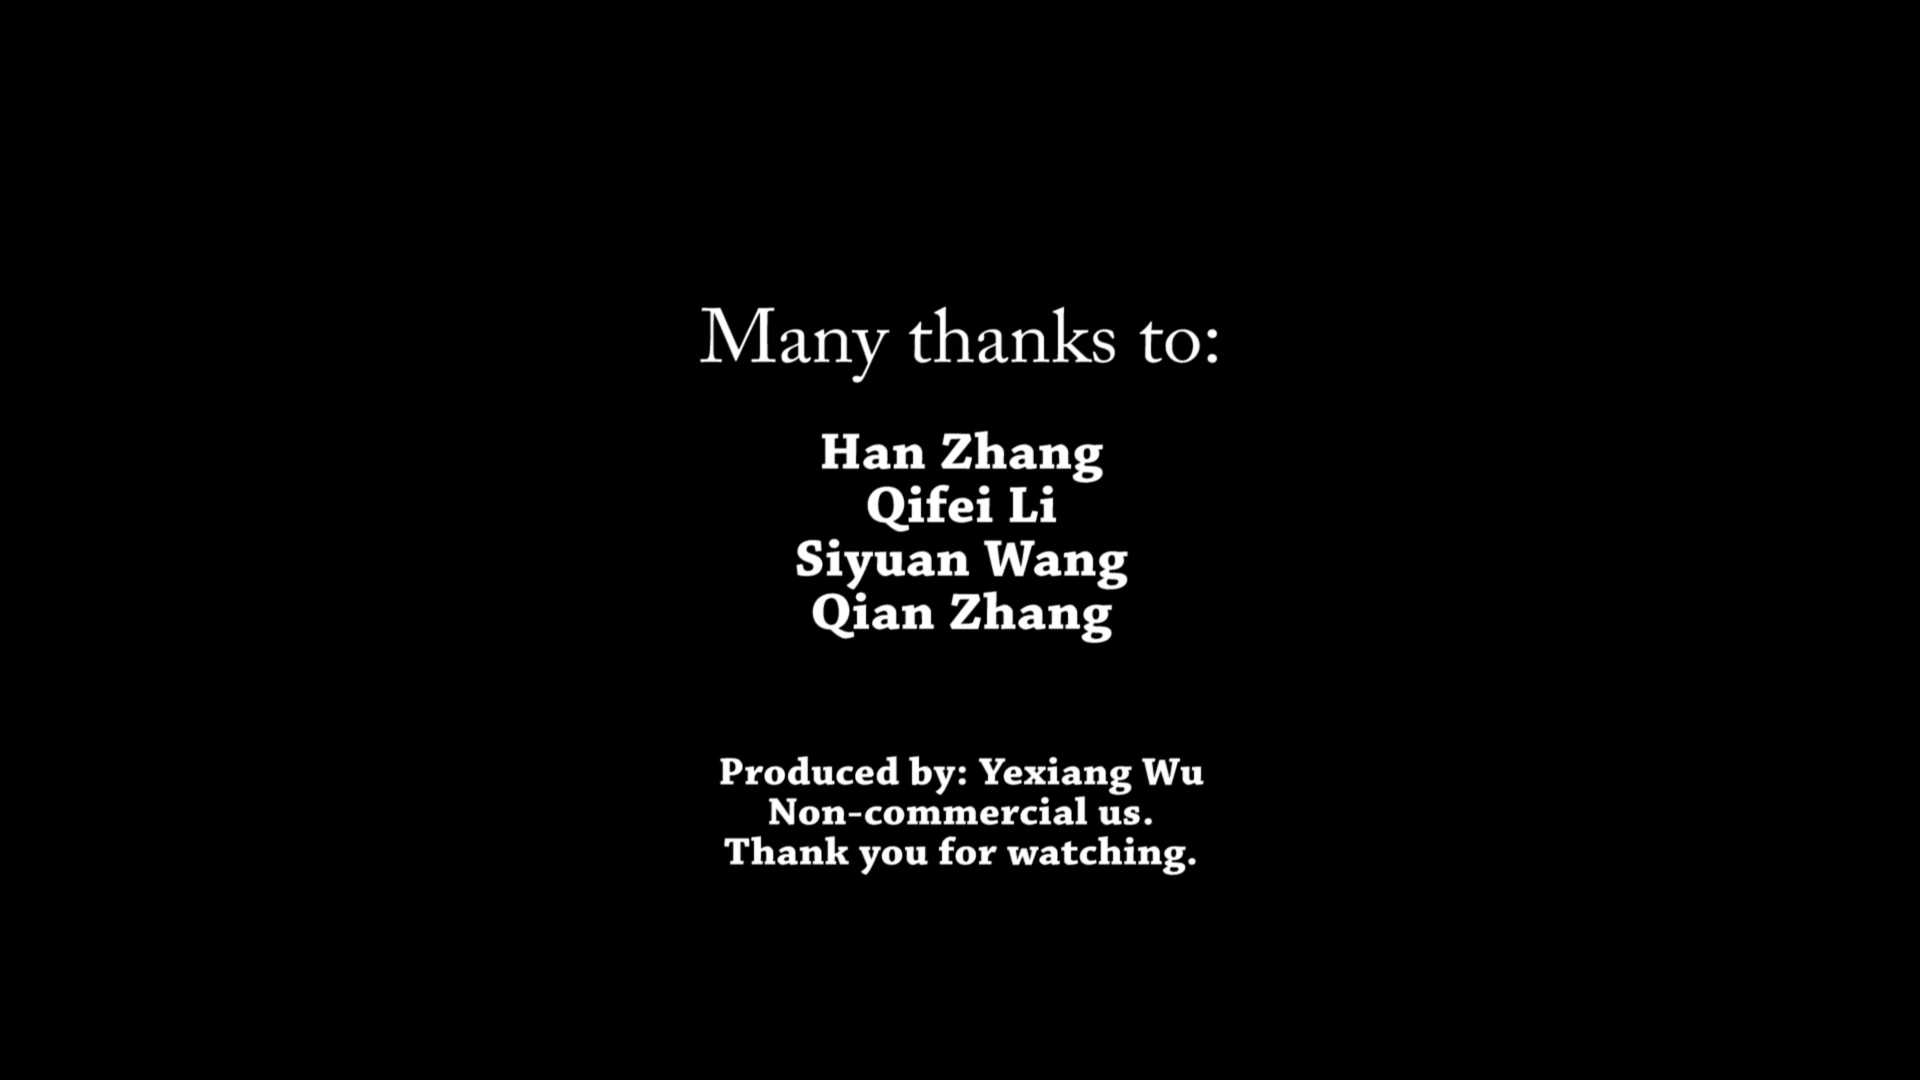 Many thanks to:
Han Zhang
Qifei Li
Siyuan Wang
Qian Zhang
Produced by: Yexiang Wu
Non-commercial us.
Thank you for watching.